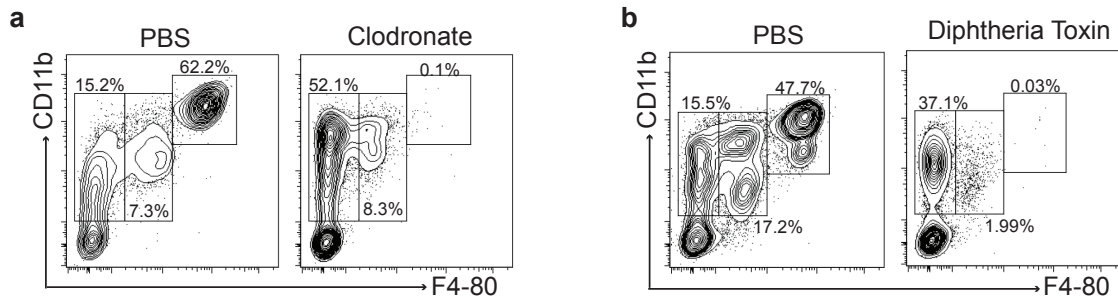 a
PBS
Clodronate
CD11b
15.2%
62.2%
7.3%
52.1%
0.1%
8.3%
F4-80
b
PBS
Diphtheria Toxin
CD11b
15.5%
47.7%
17.2%
37.1%
0.03%
1.99%
F4-80